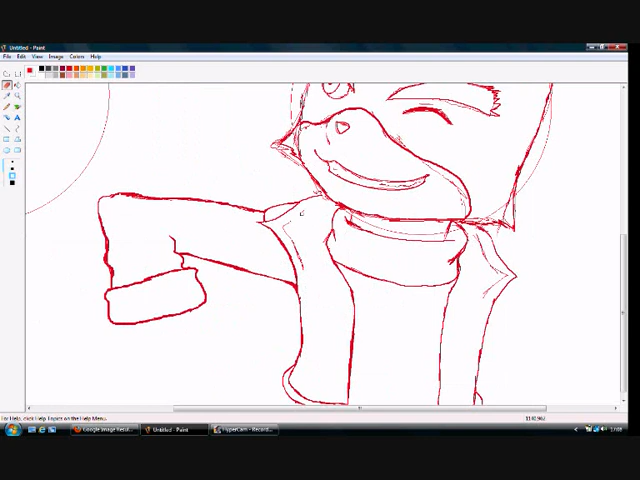 Untitled - Paint
File Edit View Image Colors Help
For Help, click Help Topics on the Help Menu.
Google Image Resul...
Untitled - Paint
HyperCam - Record...